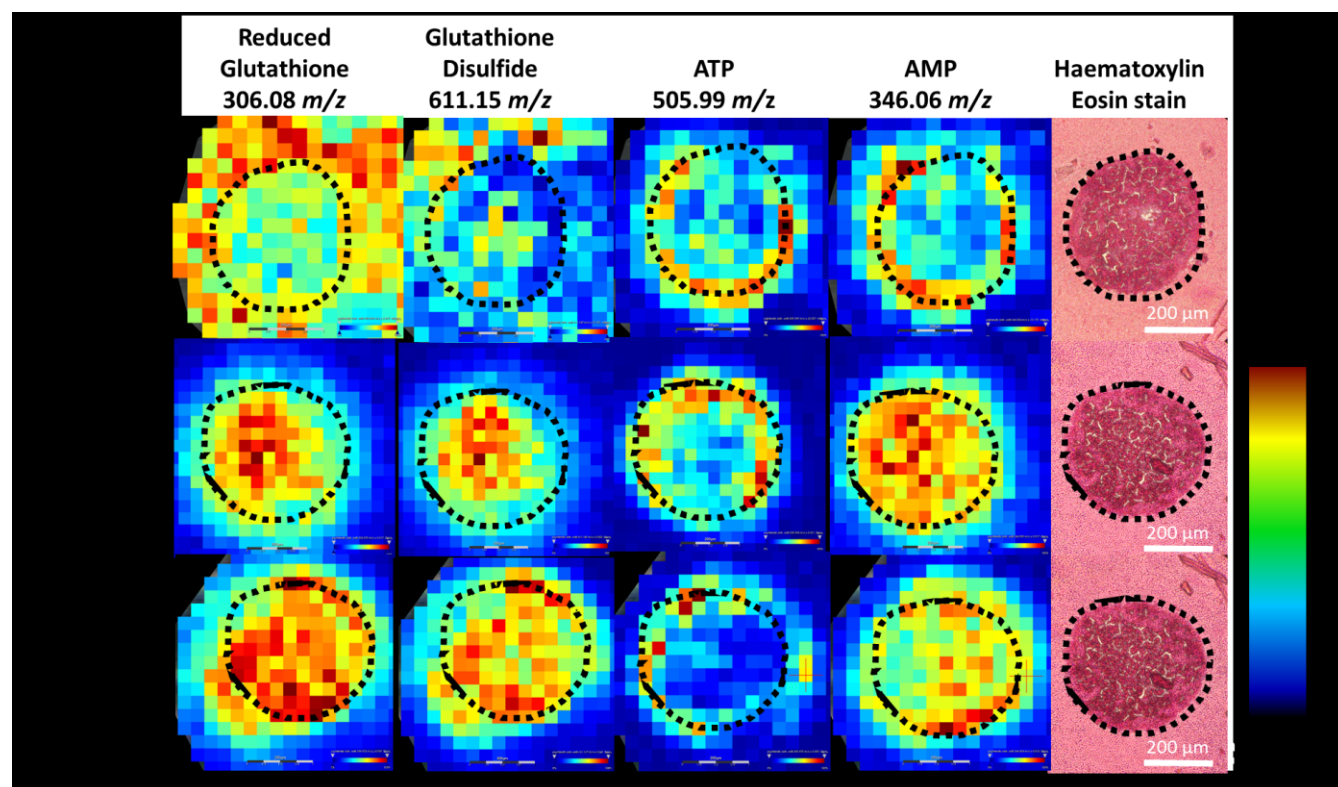 Reduced
Glutathione
306.08 m/z
Glutathione
Disulfide
611.15 m/z
ATP
505.99 m/z
AMP
346.06 m/z
Haematoxylin
Eosin stain
200 µm
200 µm
200 µm